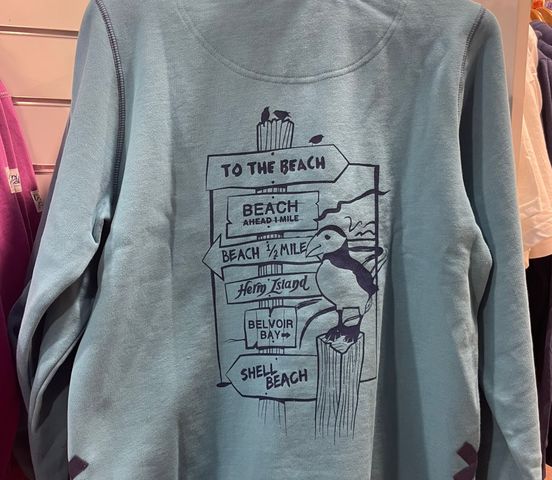 TO THE BEACH
BEACH
AHEAD 1 MILE
BEACH ½ MILE
Herm Island
BELVOIR
BAY →
SHELL
BEACH